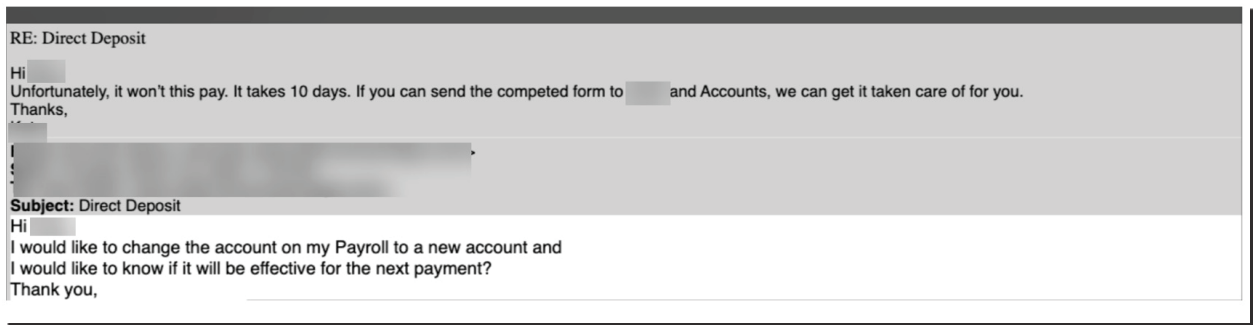 RE: Direct Deposit
Hi
Unfortunately, it won't this pay. It takes 10 days. If you can send the competed form to and Accounts, we can get it taken care of for you.
Thanks,
Subject: Direct Deposit
Hi
I would like to change the account on my Payroll to a new account and
I would like to know if it will be effective for the next payment?
Thank you,